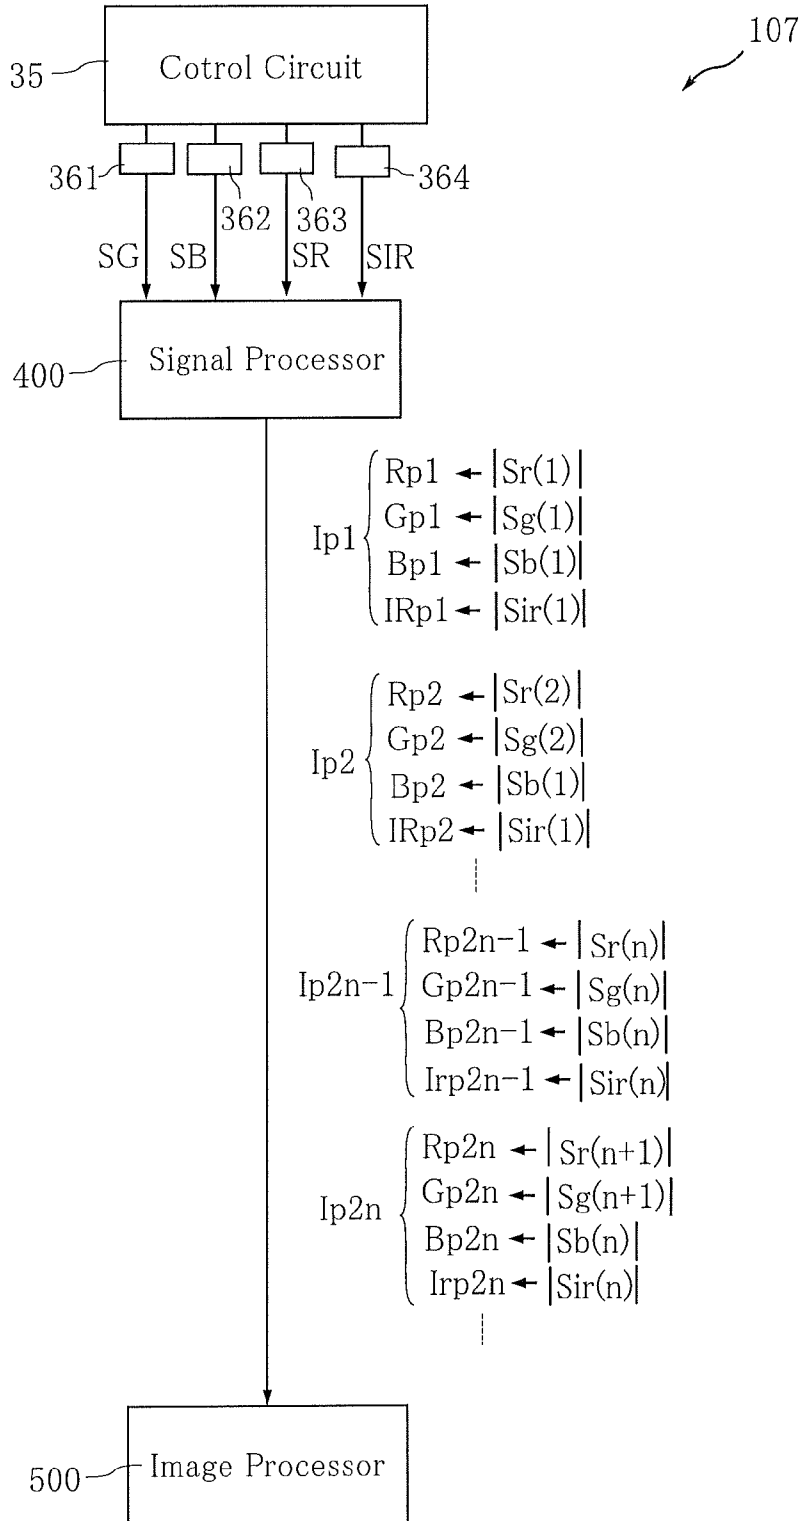 107
Cotrol Circuit
35
361
362
363
364
SG
SB
SR
SIR
Signal Processor
400
Ip1
Rp1 ← |Sr(1)|
Gp1 ← |Sg(1)|
Bp1 ← |Sb(1)|
IRp1 ← |Sir(1)|
Ip2
Rp2 ← |Sr(2)|
Gp2 ← |Sg(2)|
Bp2 ← |Sb(1)|
IRp2 ← |Sir(1)|
Ip2n-1
Rp2n-1 ← |Sr(n)|
Gp2n-1 ← |Sg(n)|
Bp2n-1 ← |Sb(n)|
Irp2n-1 ← |Sir(n)|
Ip2n
Rp2n ← |Sr(n+1)|
Gp2n ← |Sg(n+1)|
Bp2n ← |Sb(n)|
Irp2n ← |Sir(n)|
500
Image Processor